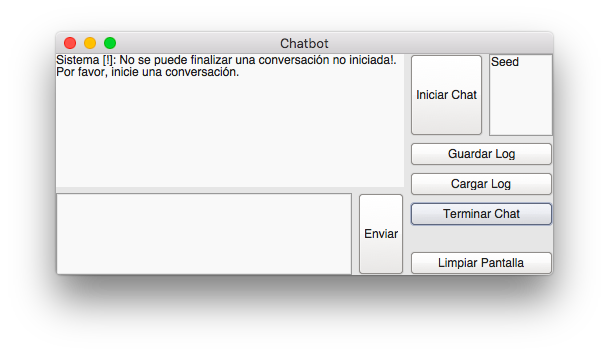 Chatbot
Sistema [!]: No se puede finalizar una conversación no iniciada!.
Por favor, inicie una conversación.
Iniciar Chat
Seed
Guardar Log
Cargar Log
Terminar Chat
Enviar
Limpiar Pantalla